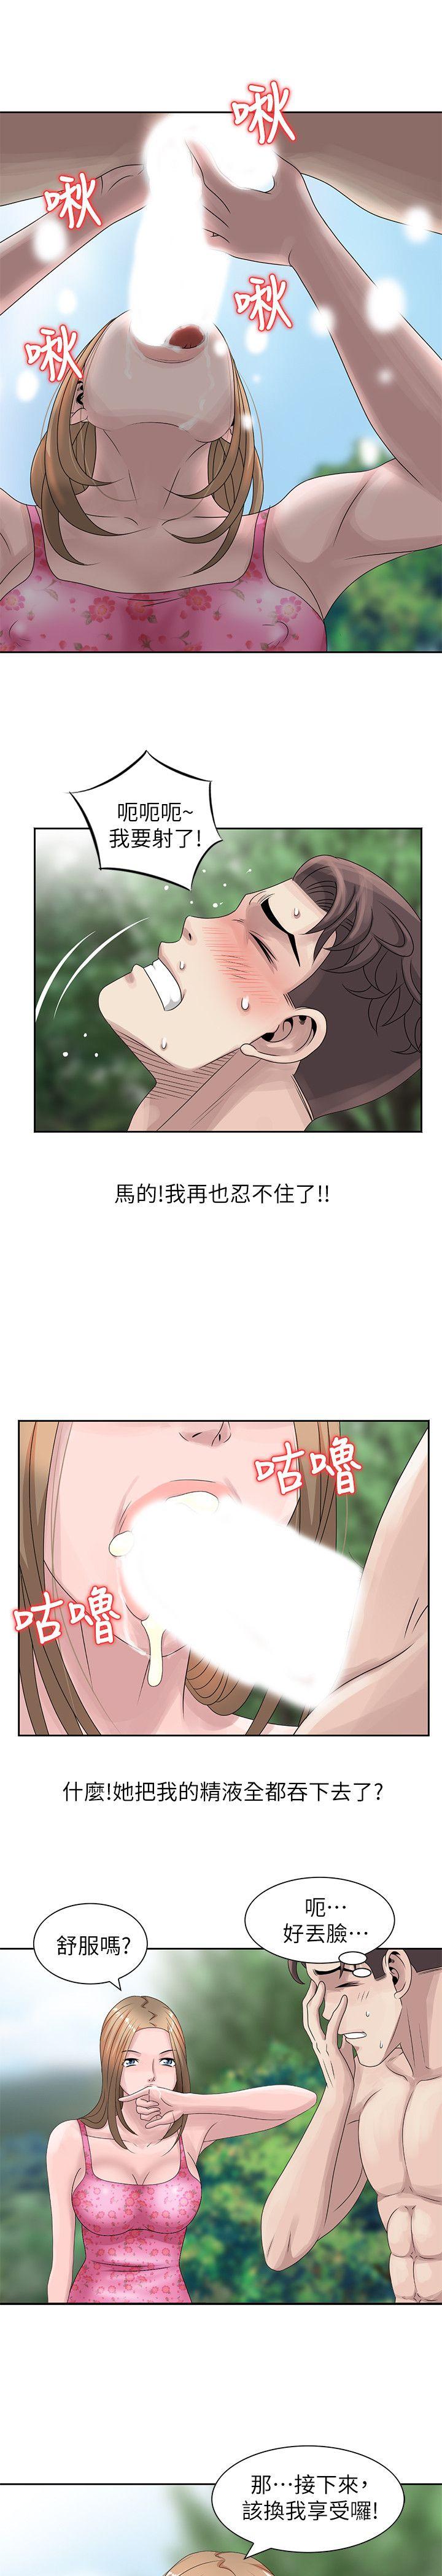 啾
啾
啾
啾
呃呃呃~
我要射了!
馬的!我再也忍不住了!!
咕嚕
咕嚕
什麼!她把我的精液全都吞下去了?
呃⋯
好丟臉⋯
舒服嗎?
那⋯接下來,
該換我享受囉!